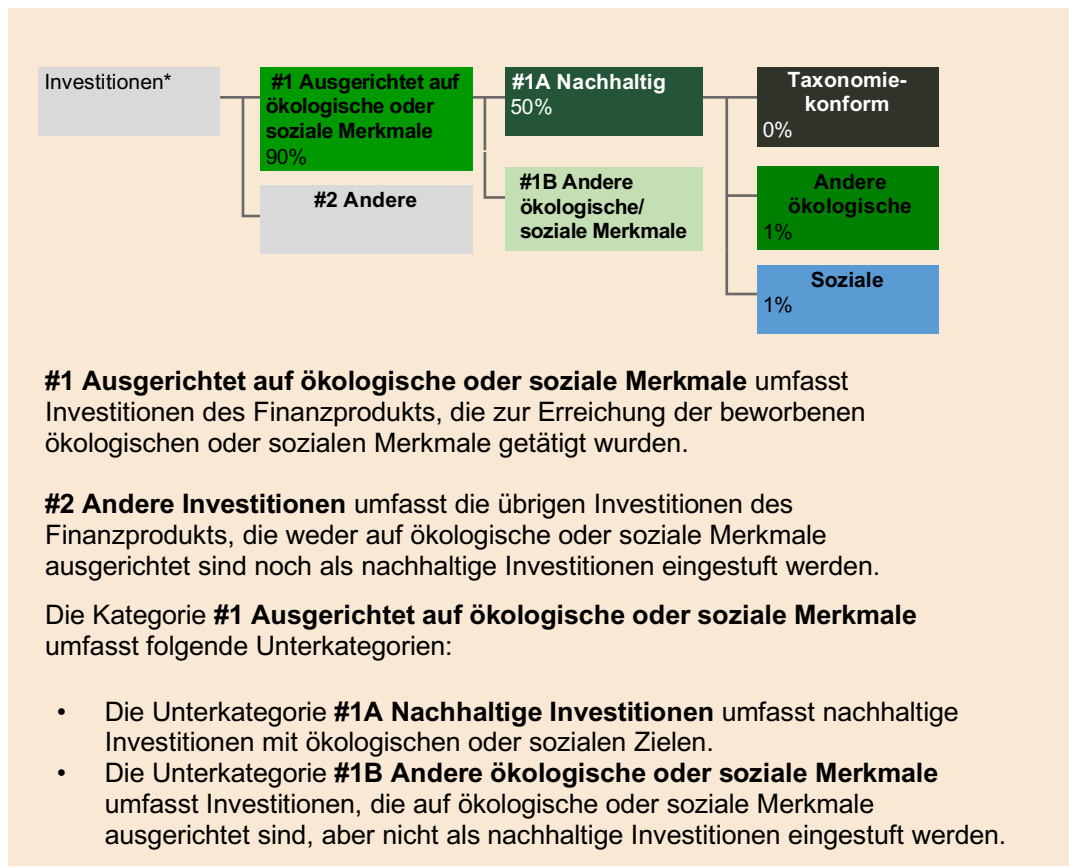 Investitionen*
#1 Ausgerichtet auf
ökologische oder
soziale Merkmale
90%
#2 Andere
#1A Nachhaltig
50%
#1B Andere
ökologische/
soziale Merkmale
Taxonomie-
konform
0%
Andere
ökologische
1%
Soziale
1%
#1 Ausgerichtet auf ökologische oder soziale Merkmale umfasst
Investitionen des Finanzprodukts, die zur Erreichung der beworbenen
ökologischen oder sozialen Merkmale getätigt wurden.
#2 Andere Investitionen umfasst die übrigen Investitionen des
Finanzprodukts, die weder auf ökologische oder soziale Merkmale
ausgerichtet sind noch als nachhaltige Investitionen eingestuft werden.
Die Kategorie #1 Ausgerichtet auf ökologische oder soziale Merkmale
umfasst folgende Unterkategorien:
• Die Unterkategorie #1A Nachhaltige Investitionen umfasst nachhaltige
Investitionen mit ökologischen oder sozialen Zielen.
• Die Unterkategorie #1B Andere ökologische oder soziale Merkmale
umfasst Investitionen, die auf ökologische oder soziale Merkmale
ausgerichtet sind, aber nicht als nachhaltige Investitionen eingestuft werden.